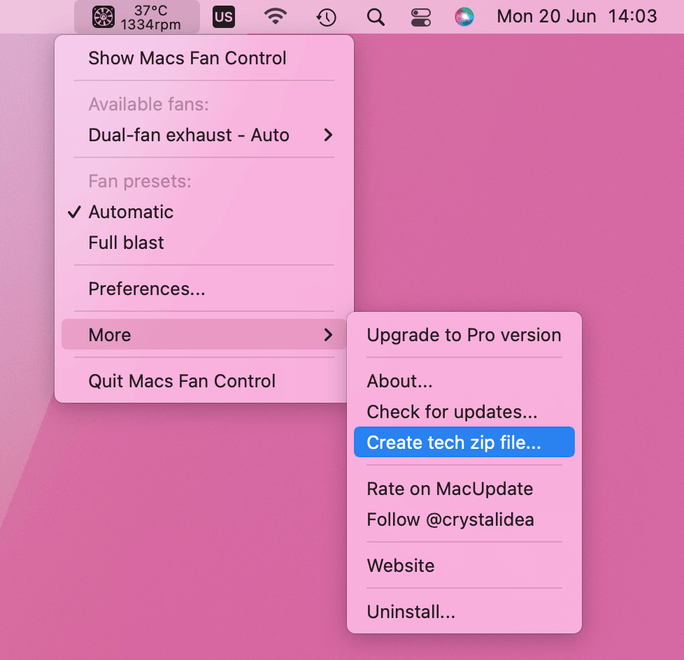 37°C
1334rpm
US
Mon 20 Jun 14:03
Show Macs Fan Control
Available fans:
Dual-fan exhaust - Auto
Fan presets:
Automatic
Full blast
Preferences...
More
Quit Macs Fan Control
Upgrade to Pro version
About...
Check for updates...
Create tech zip file...
Rate on MacUpdate
Follow @crystalidea
Website
Uninstall...